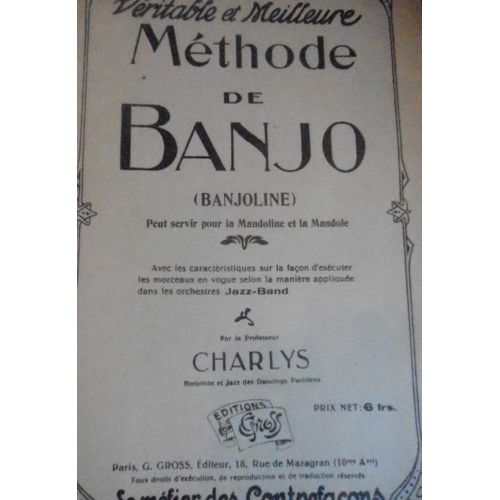 Véritable et Meilleure
Méthode
DE
BANJO
(BANJOLINE)
Peut servir pour la Mandoline et la Mandole
Avec les caractéristiques sur la façon d'exécuter
les morceaux en vogue selon la manière appliquée
dans les orchestres Jazz-Band
Par le Professeur
CHARLYS
Banjoiste et Jazz des Dancings Parisiens
EDITIONS
Gross
PRIX NET: 6 frs.
Paris, G. GROSS, Éditeur, 18, Rue de Mazagran (10me Arrt)
Tous droits d'exécution, de reproduction et de traduction réservés
Se méfier des Contrefaçons